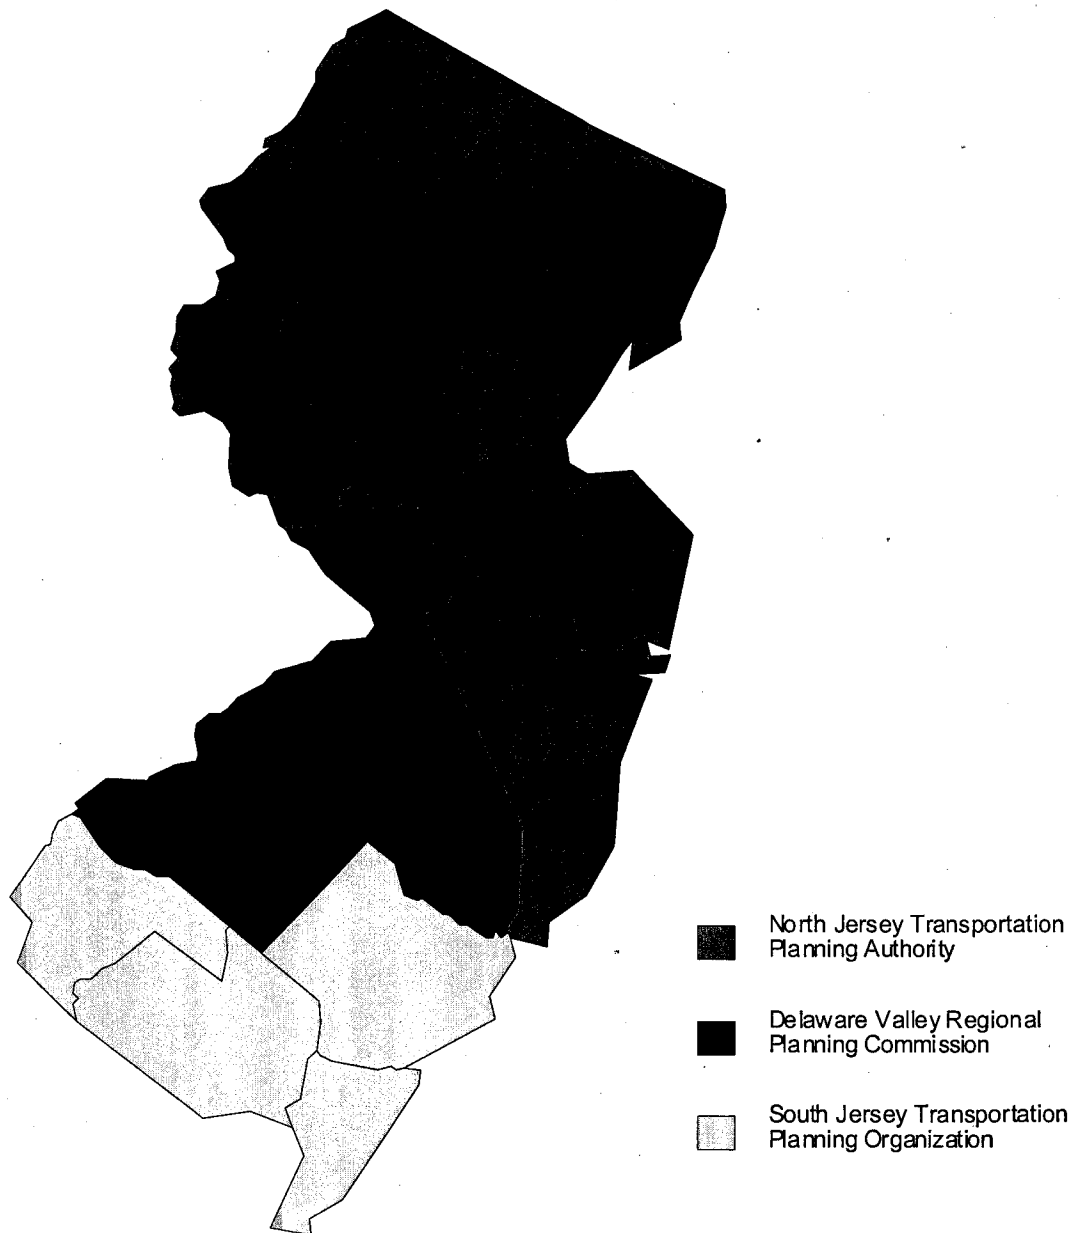 North Jersey Transportation
Planning Authority
Delaware Valley Regional
Planning Commission
South Jersey Transportation
Planning Organization